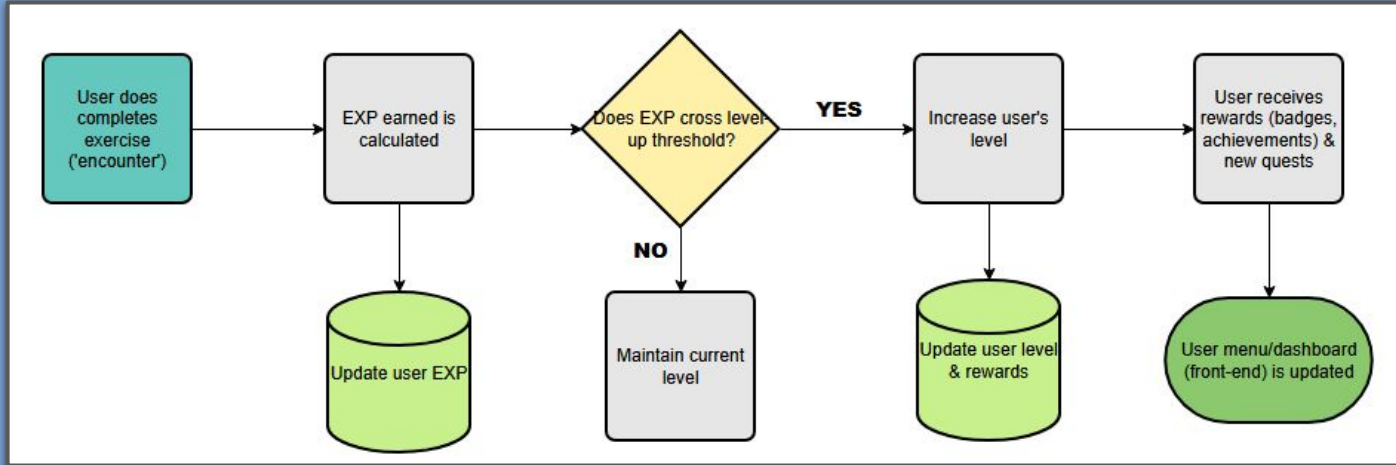 User does
completes
exercise
('encounter')
EXP earned is
calculated
Does EXP cross level-
up threshold?
YES
Increase user's
level
User receives
rewards (badges,
achievements) &
new quests
NO
Update user EXP
Maintain current
level
Update user level
& rewards
User menu/dashboard
(front-end) is updated